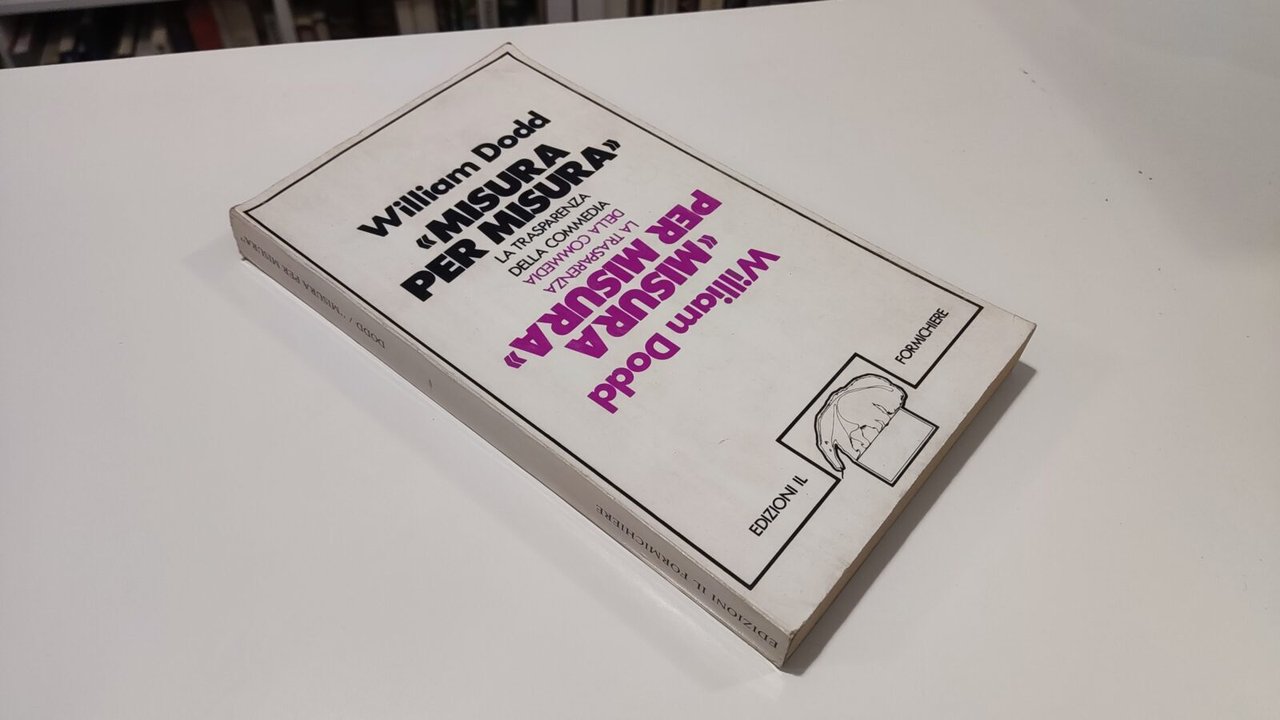 William Dodd
«MISURA
PER MISURA»
LA TRASPARENZA
DELLA COMMEDIA
LA TRASPARENZA
DELLA COMMEDIA
«MISURA
PER MISURA»
William Dodd
EDIZIONI IL
FORMICHIERE
DODD / "MISURA PER MISURA"
EDIZIONI IL FORMICHIERE